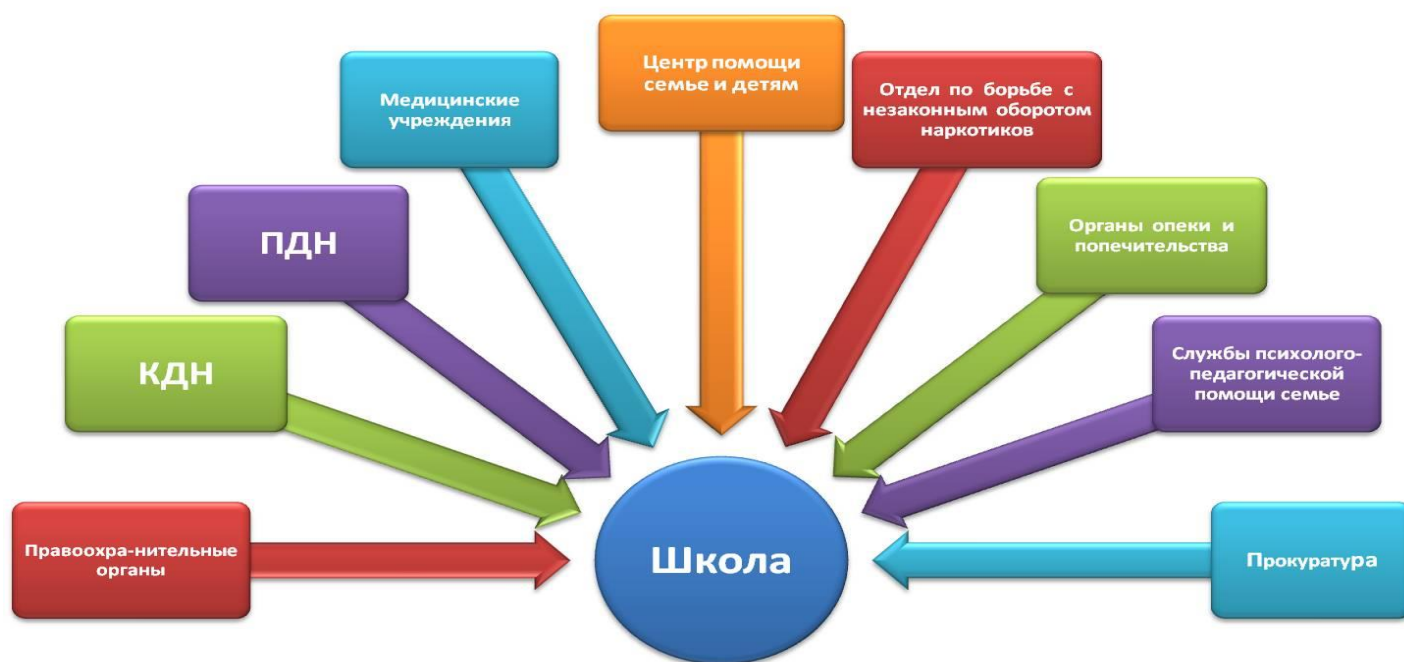 Центр помощи
семье и детям
Медицинские
учреждения
Отдел по борьбе с
незаконным оборотом
наркотиков
ПДН
Органы опеки и
попечительства
КДН
Службы психолого-
педагогической
помощи семье
Правоохра-нительные
органы
Школа
Прокуратура